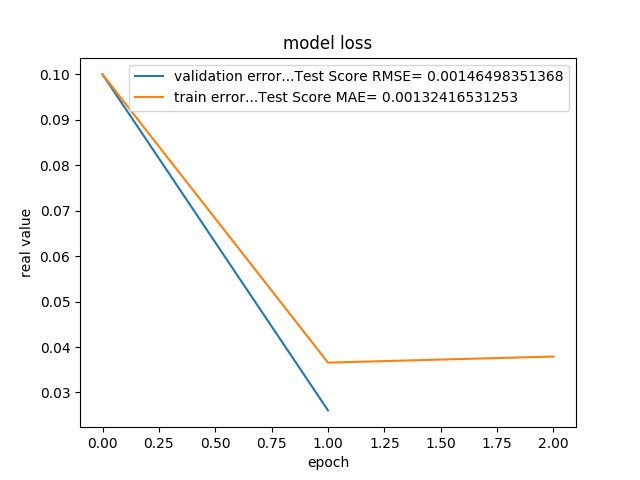 model loss
validation error...Test Score RMSE= 0.00146498351368
train error...Test Score MAE= 0.00132416531253
real value
0.10
0.09
0.08
0.07
0.06
0.05
0.04
0.03
0.00 0.25 0.50 0.75 1.00 1.25 1.50 1.75 2.00
epoch